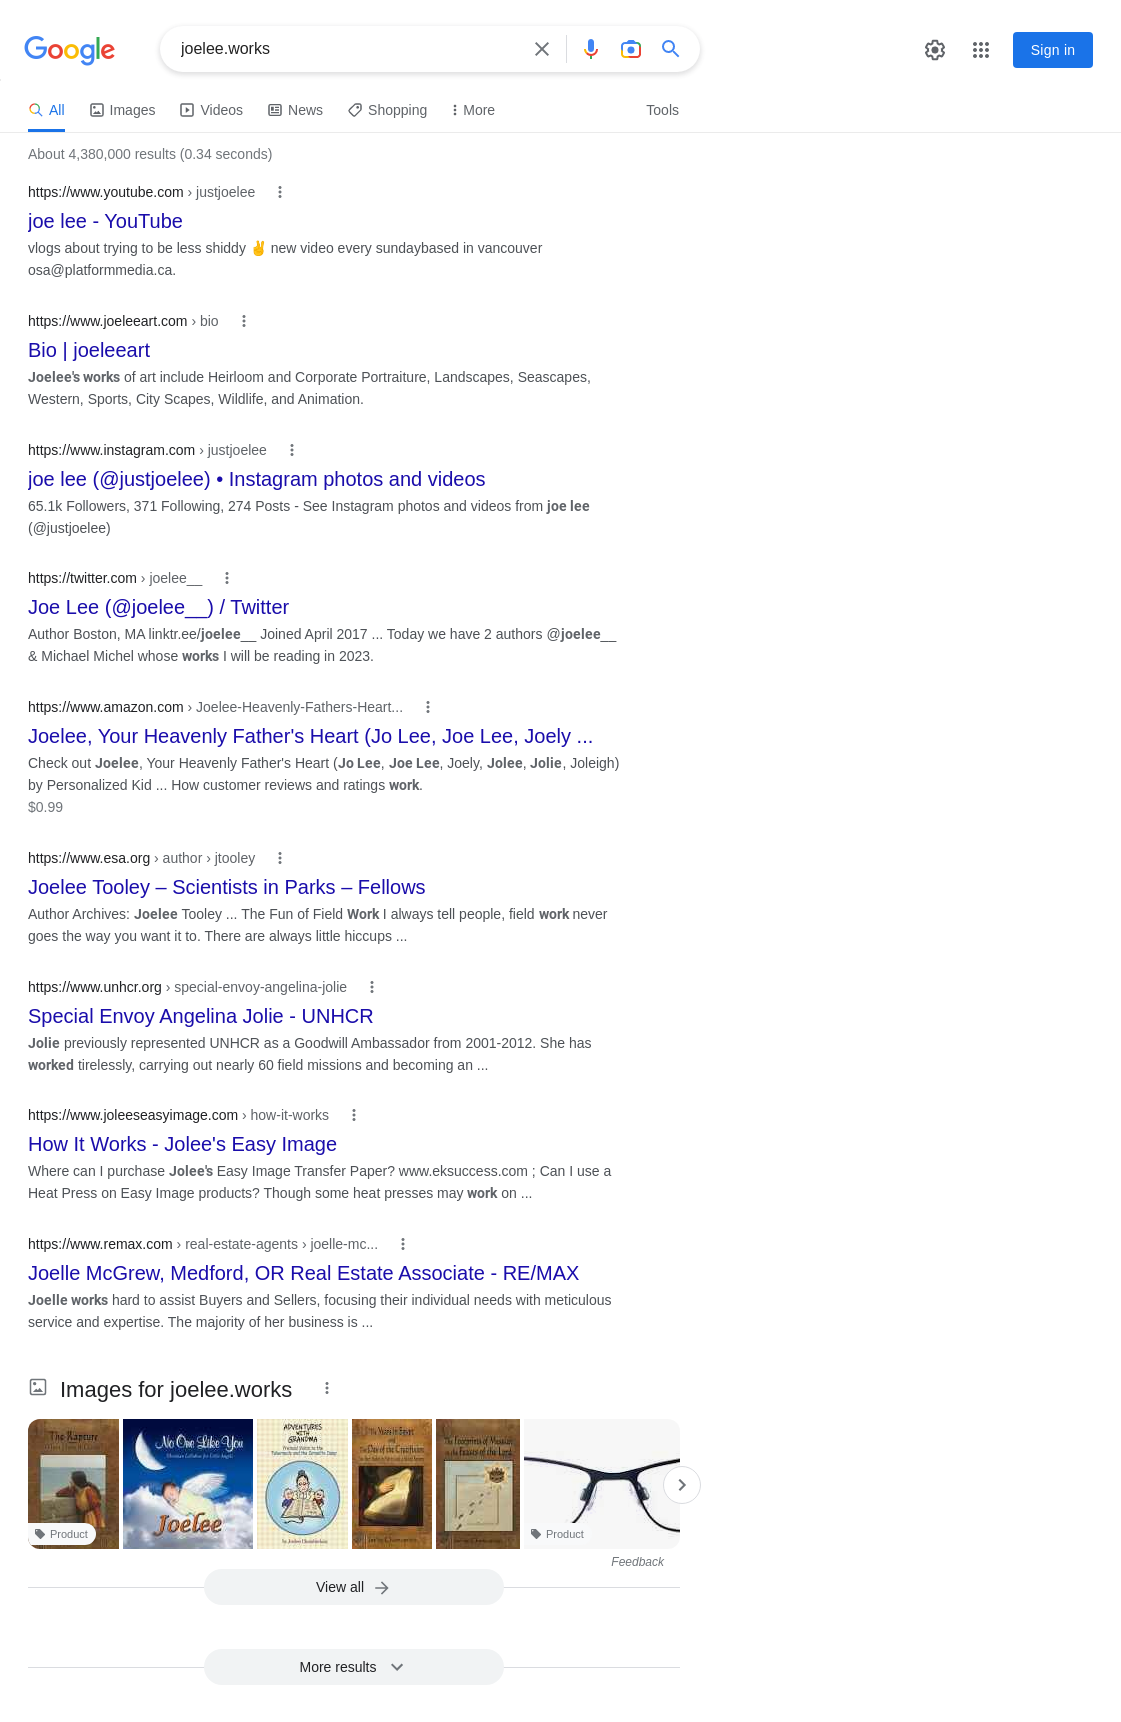 Google
joelee.works
Sign in
All
Images
Videos
News
Shopping
More
Tools
About 4,380,000 results (0.34 seconds)
https://www.youtube.com › justjoelee
joe lee - YouTube
vlogs about trying to be less shiddy ✌️ new video every sundaybased in vancouver
osa@platformmedia.ca.
https://www.joeleeart.com › bio
Bio | joeleeart
Joelee's works of art include Heirloom and Corporate Portraiture, Landscapes, Seascapes,
Western, Sports, City Scapes, Wildlife, and Animation.
https://www.instagram.com › justjoelee
joe lee (@justjoelee) • Instagram photos and videos
65.1k Followers, 371 Following, 274 Posts - See Instagram photos and videos from joe lee
(@justjoelee)
https://twitter.com › joelee__
Joe Lee (@joelee__) / Twitter
Author Boston, MA linktr.ee/joelee__ Joined April 2017 ... Today we have 2 authors @joelee__
& Michael Michel whose works I will be reading in 2023.
https://www.amazon.com › Joelee-Heavenly-Fathers-Heart...
Joelee, Your Heavenly Father's Heart (Jo Lee, Joe Lee, Joely ...
Check out Joelee, Your Heavenly Father's Heart (Jo Lee, Joe Lee, Joely, Jolee, Jolie, Joleigh)
by Personalized Kid ... How customer reviews and ratings work.
$0.99
https://www.esa.org › author › jtooley
Joelee Tooley – Scientists in Parks – Fellows
Author Archives: Joelee Tooley ... The Fun of Field Work I always tell people, field work never
goes the way you want it to. There are always little hiccups ...
https://www.unhcr.org › special-envoy-angelina-jolie
Special Envoy Angelina Jolie - UNHCR
Jolie previously represented UNHCR as a Goodwill Ambassador from 2001-2012. She has
worked tirelessly, carrying out nearly 60 field missions and becoming an ...
https://www.joleeseasyimage.com › how-it-works
How It Works - Jolee's Easy Image
Where can I purchase Jolee's Easy Image Transfer Paper? www.eksuccess.com ; Can I use a
Heat Press on Easy Image products? Though some heat presses may work on ...
https://www.remax.com › real-estate-agents › joelle-mc...
Joelle McGrew, Medford, OR Real Estate Associate - RE/MAX
Joelle works hard to assist Buyers and Sellers, focusing their individual needs with meticulous
service and expertise. The majority of her business is ...
Images for joelee.works
The Rapture
No One Like You
Christian Lullabies for Little Angels
Joelee
ADVENTURES
WITH
GRANDMA
The Years in Egypt
and
The Day of the Crucifixion
The Footprints of Messiah
in the Feasts of the Lord
Product
Product
Feedback
View all
More results